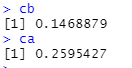 > cb
[1] 0.1468879
> ca
[1] 0.2595427